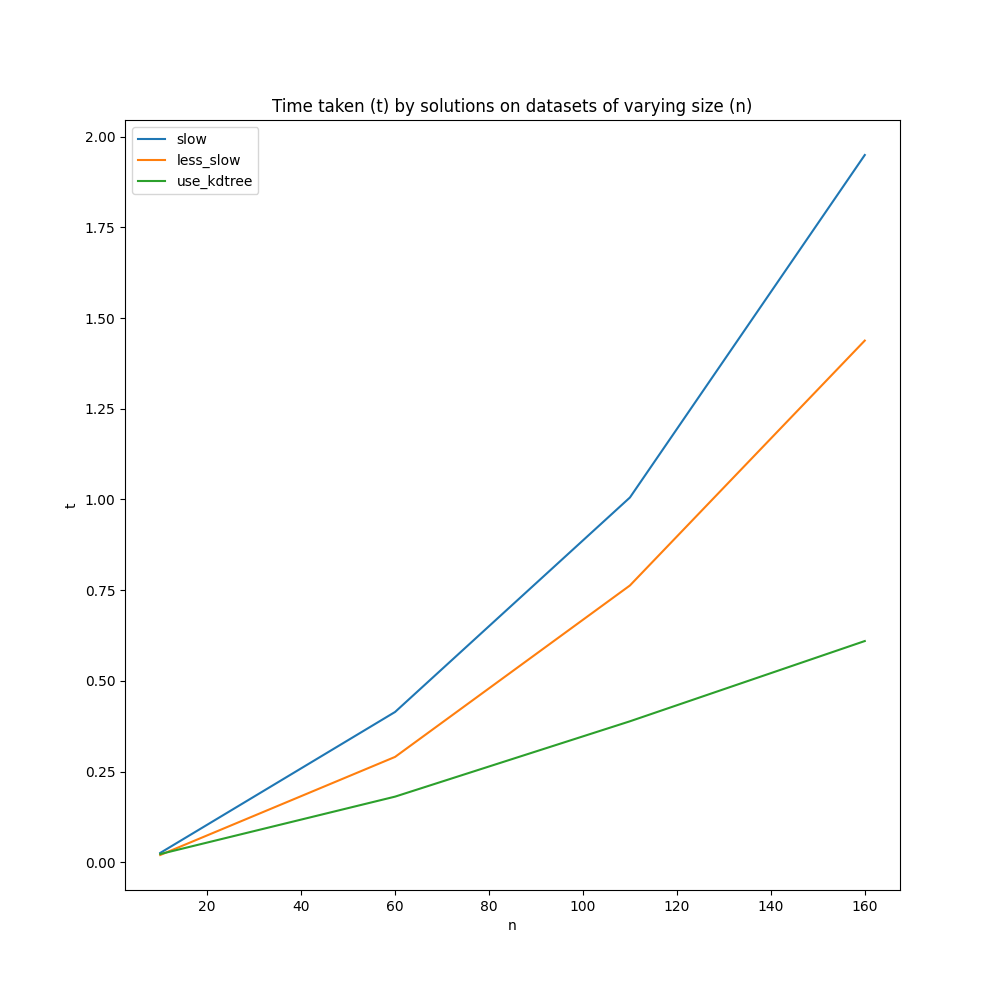 Time taken (t) by solutions on datasets of varying size (n)
slow
less_slow
use_kdtree
2.00
1.75
1.50
1.25
1.00
0.75
0.50
0.25
0.00
t
20 40 60 80 100 120 140 160
n